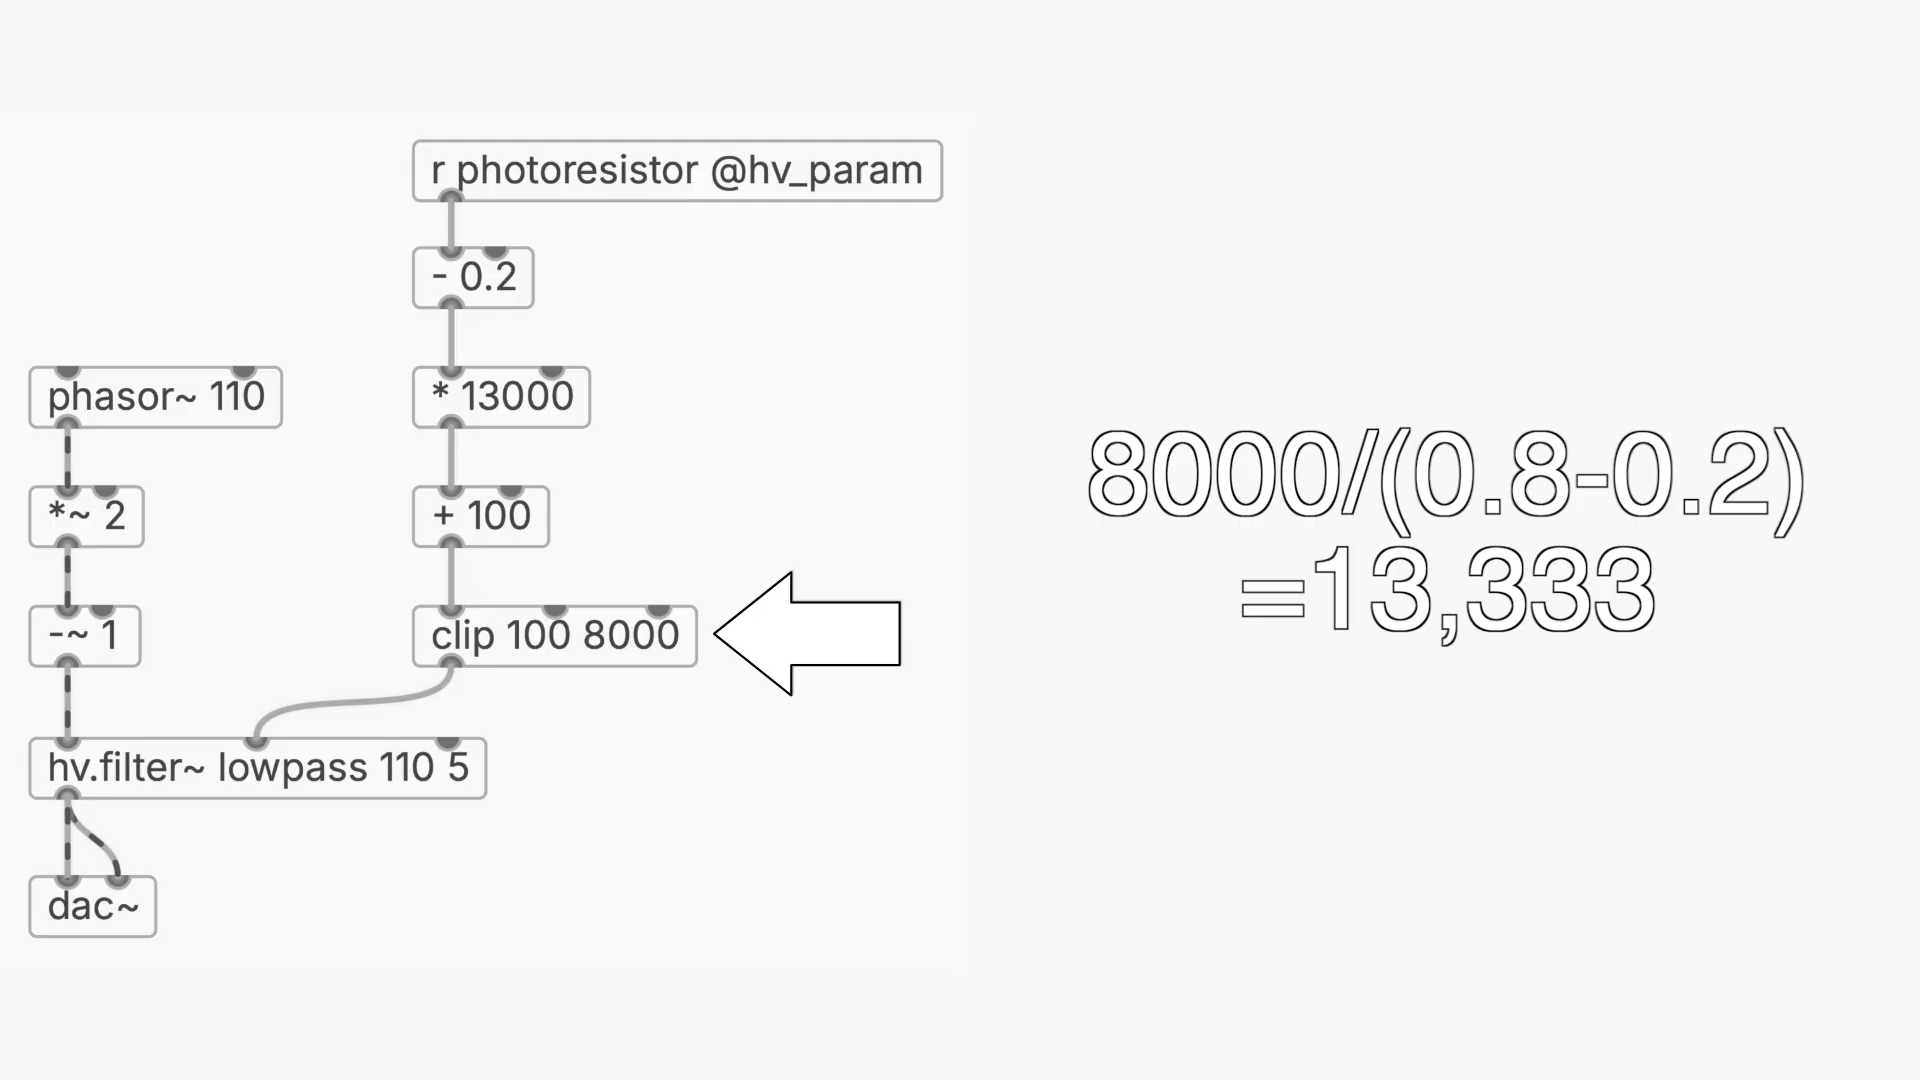 r photoresistor @hv_param
- 0.2
phasor~ 110
* 13000
*~ 2
+ 100
-~ 1
clip 100 8000
hv.filter~ lowpass 110 5
dac~
8000/(0.8-0.2)
=13,333